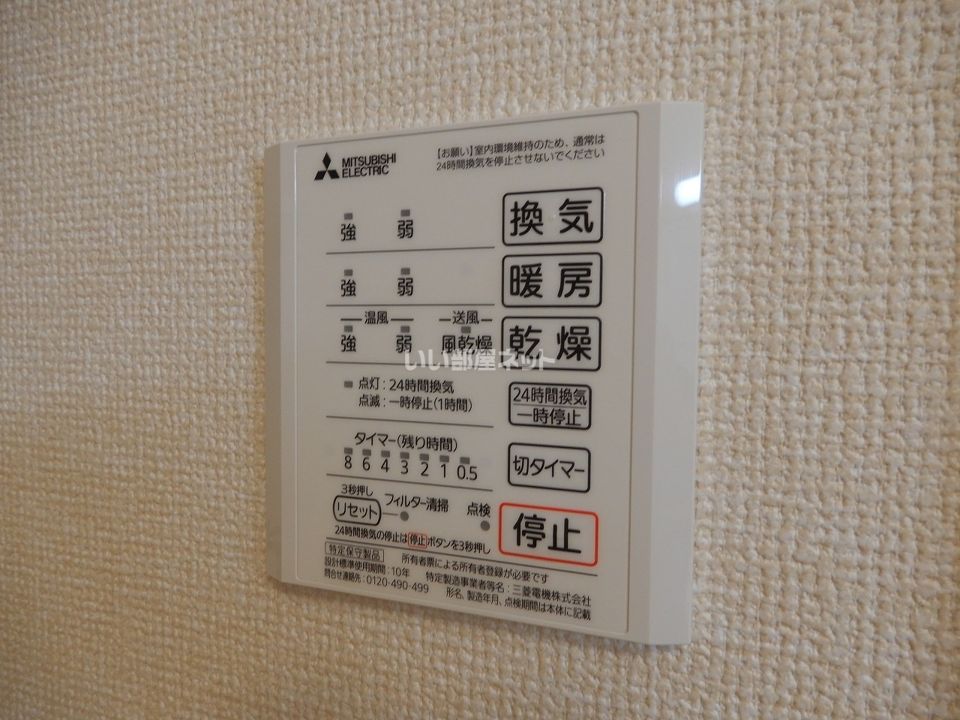 MITSUBISHI
ELECTRIC
【お願い】室内環境維持のため、通常は
24時間換気を停止させないでください
強 弱 換気
強 弱 暖房
温風 送風
強 弱 風乾燥 乾燥
いい部屋ネット
点灯：24時間換気
点滅：一時停止(1時間)
24時間換気
一時停止
タイマー(残り時間)
8 6 4 3 2 1 0.5
切タイマー
3秒押し
リセット フィルター清掃 点検
停止
24時間換気の停止は停止ボタンを3秒押し
特定保守製品 所有者票による所有者登録が必要です
設計標準使用期間：10年 特定製造事業者等名：三菱電機株式会社
問合せ連絡先：0120-490-499 形名、製造年月、点検期間は本体に記載